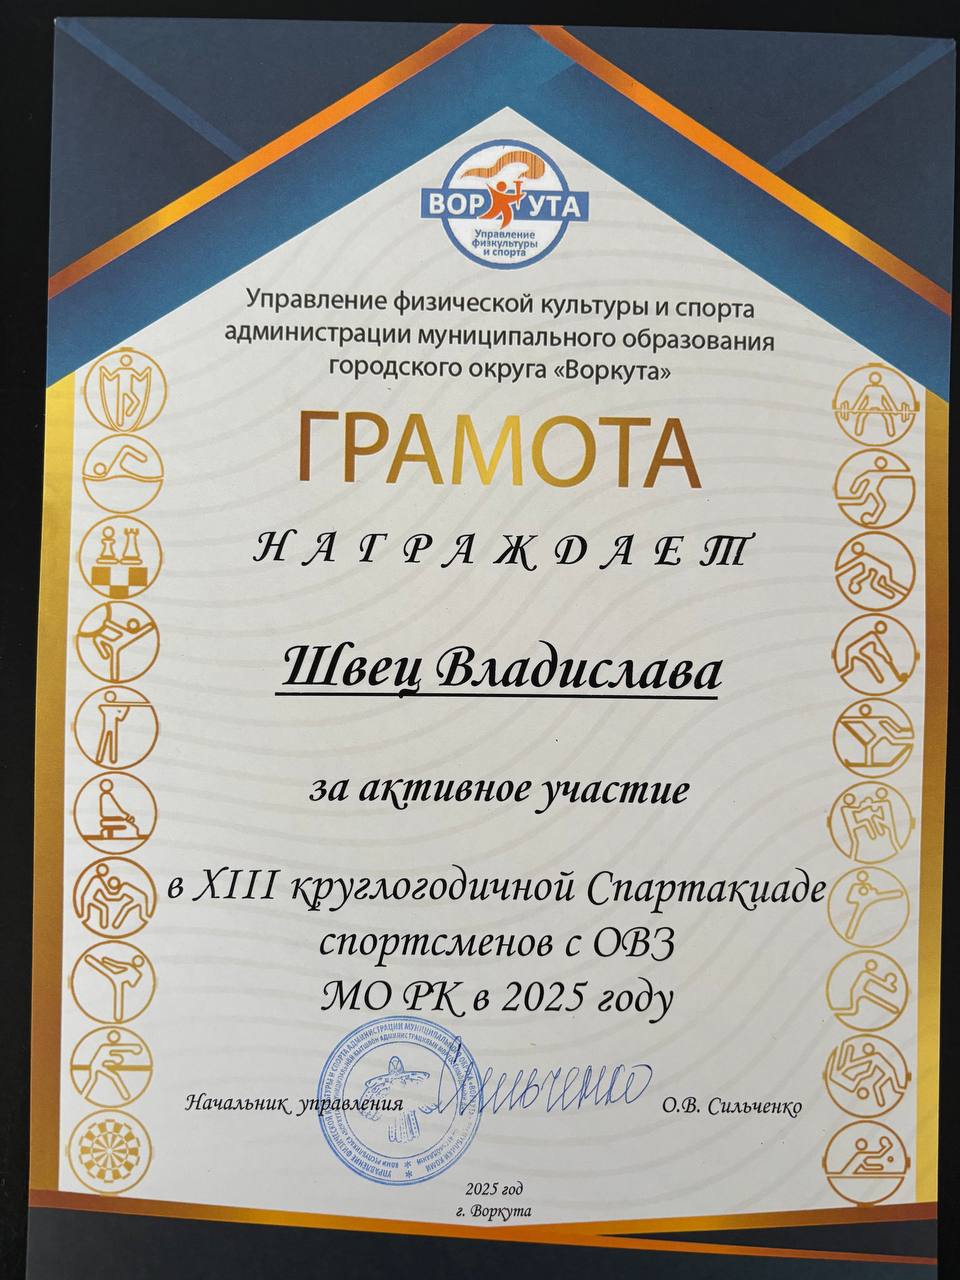 ВОРКУТА
Управление
физкультуры
и спорта
Управление физической культуры и спорта
администрации муниципального образования
городского округа «Воркута»
ГРАМОТА
НАГРАЖДАЕТ
Швец Владислава
за активное участие
в XIII круглогодичной Спартакиаде
спортсменов с ОВЗ
МО РК в 2025 году
Начальник управления Сильченко О.В. Сильченко
2025 год
г. Воркута